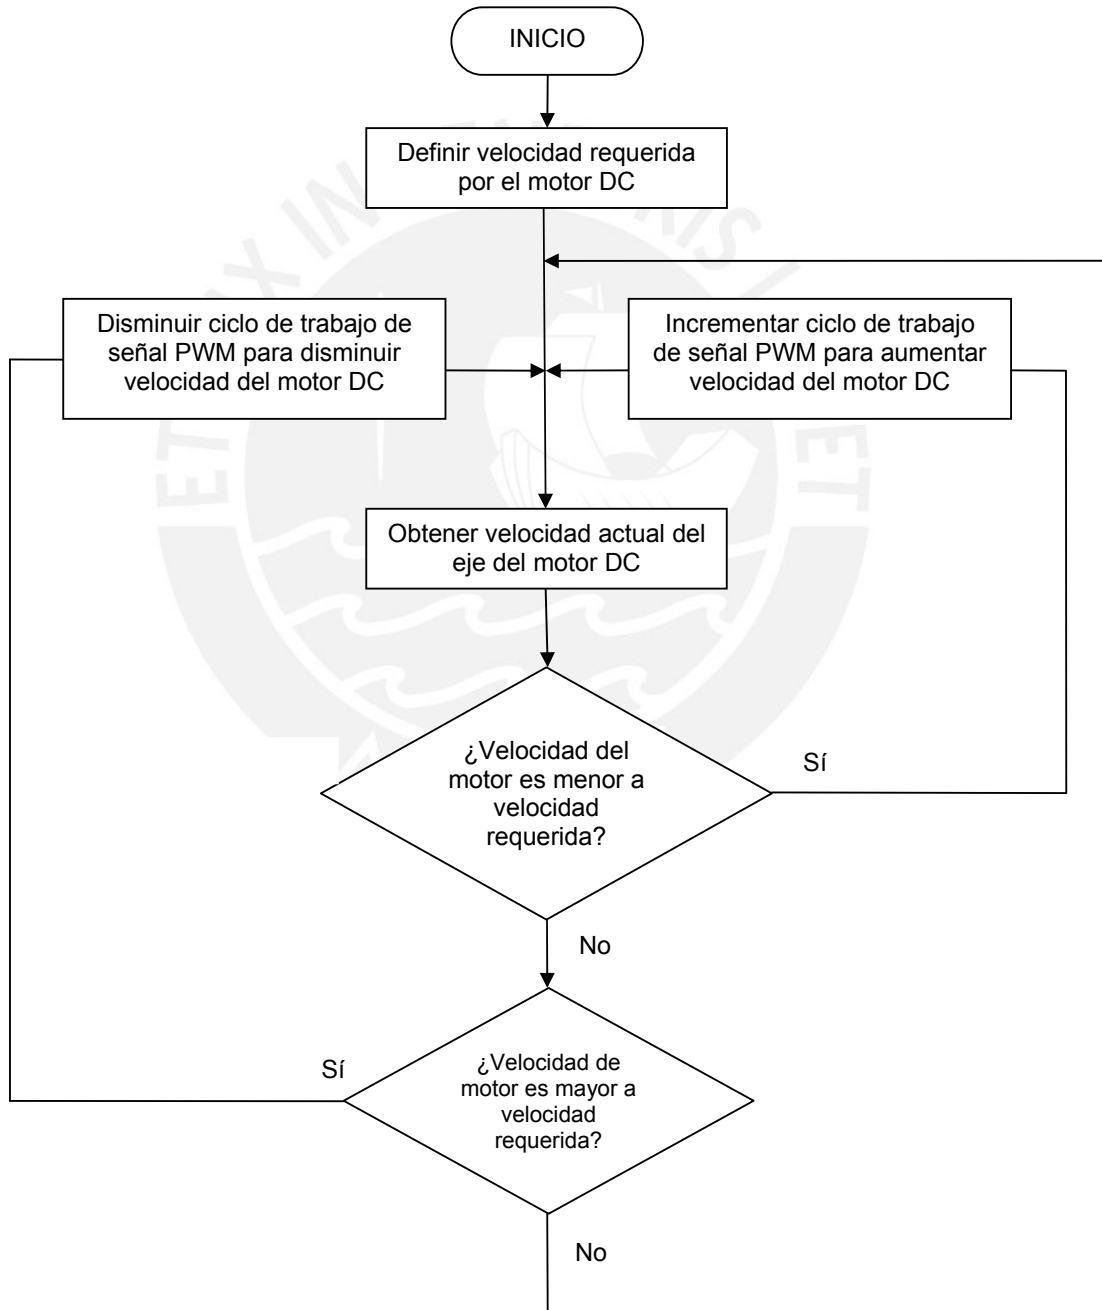 INICIO
Definir velocidad requerida
por el motor DC
Disminuir ciclo de trabajo de
señal PWM para disminuir
velocidad del motor DC
Incrementar ciclo de trabajo
de señal PWM para aumentar
velocidad del motor DC
Obtener velocidad actual del
eje del motor DC
¿Velocidad del
motor es menor a
velocidad
requerida?
Sí
No
¿Velocidad de
motor es mayor a
velocidad
requerida?
Sí
No